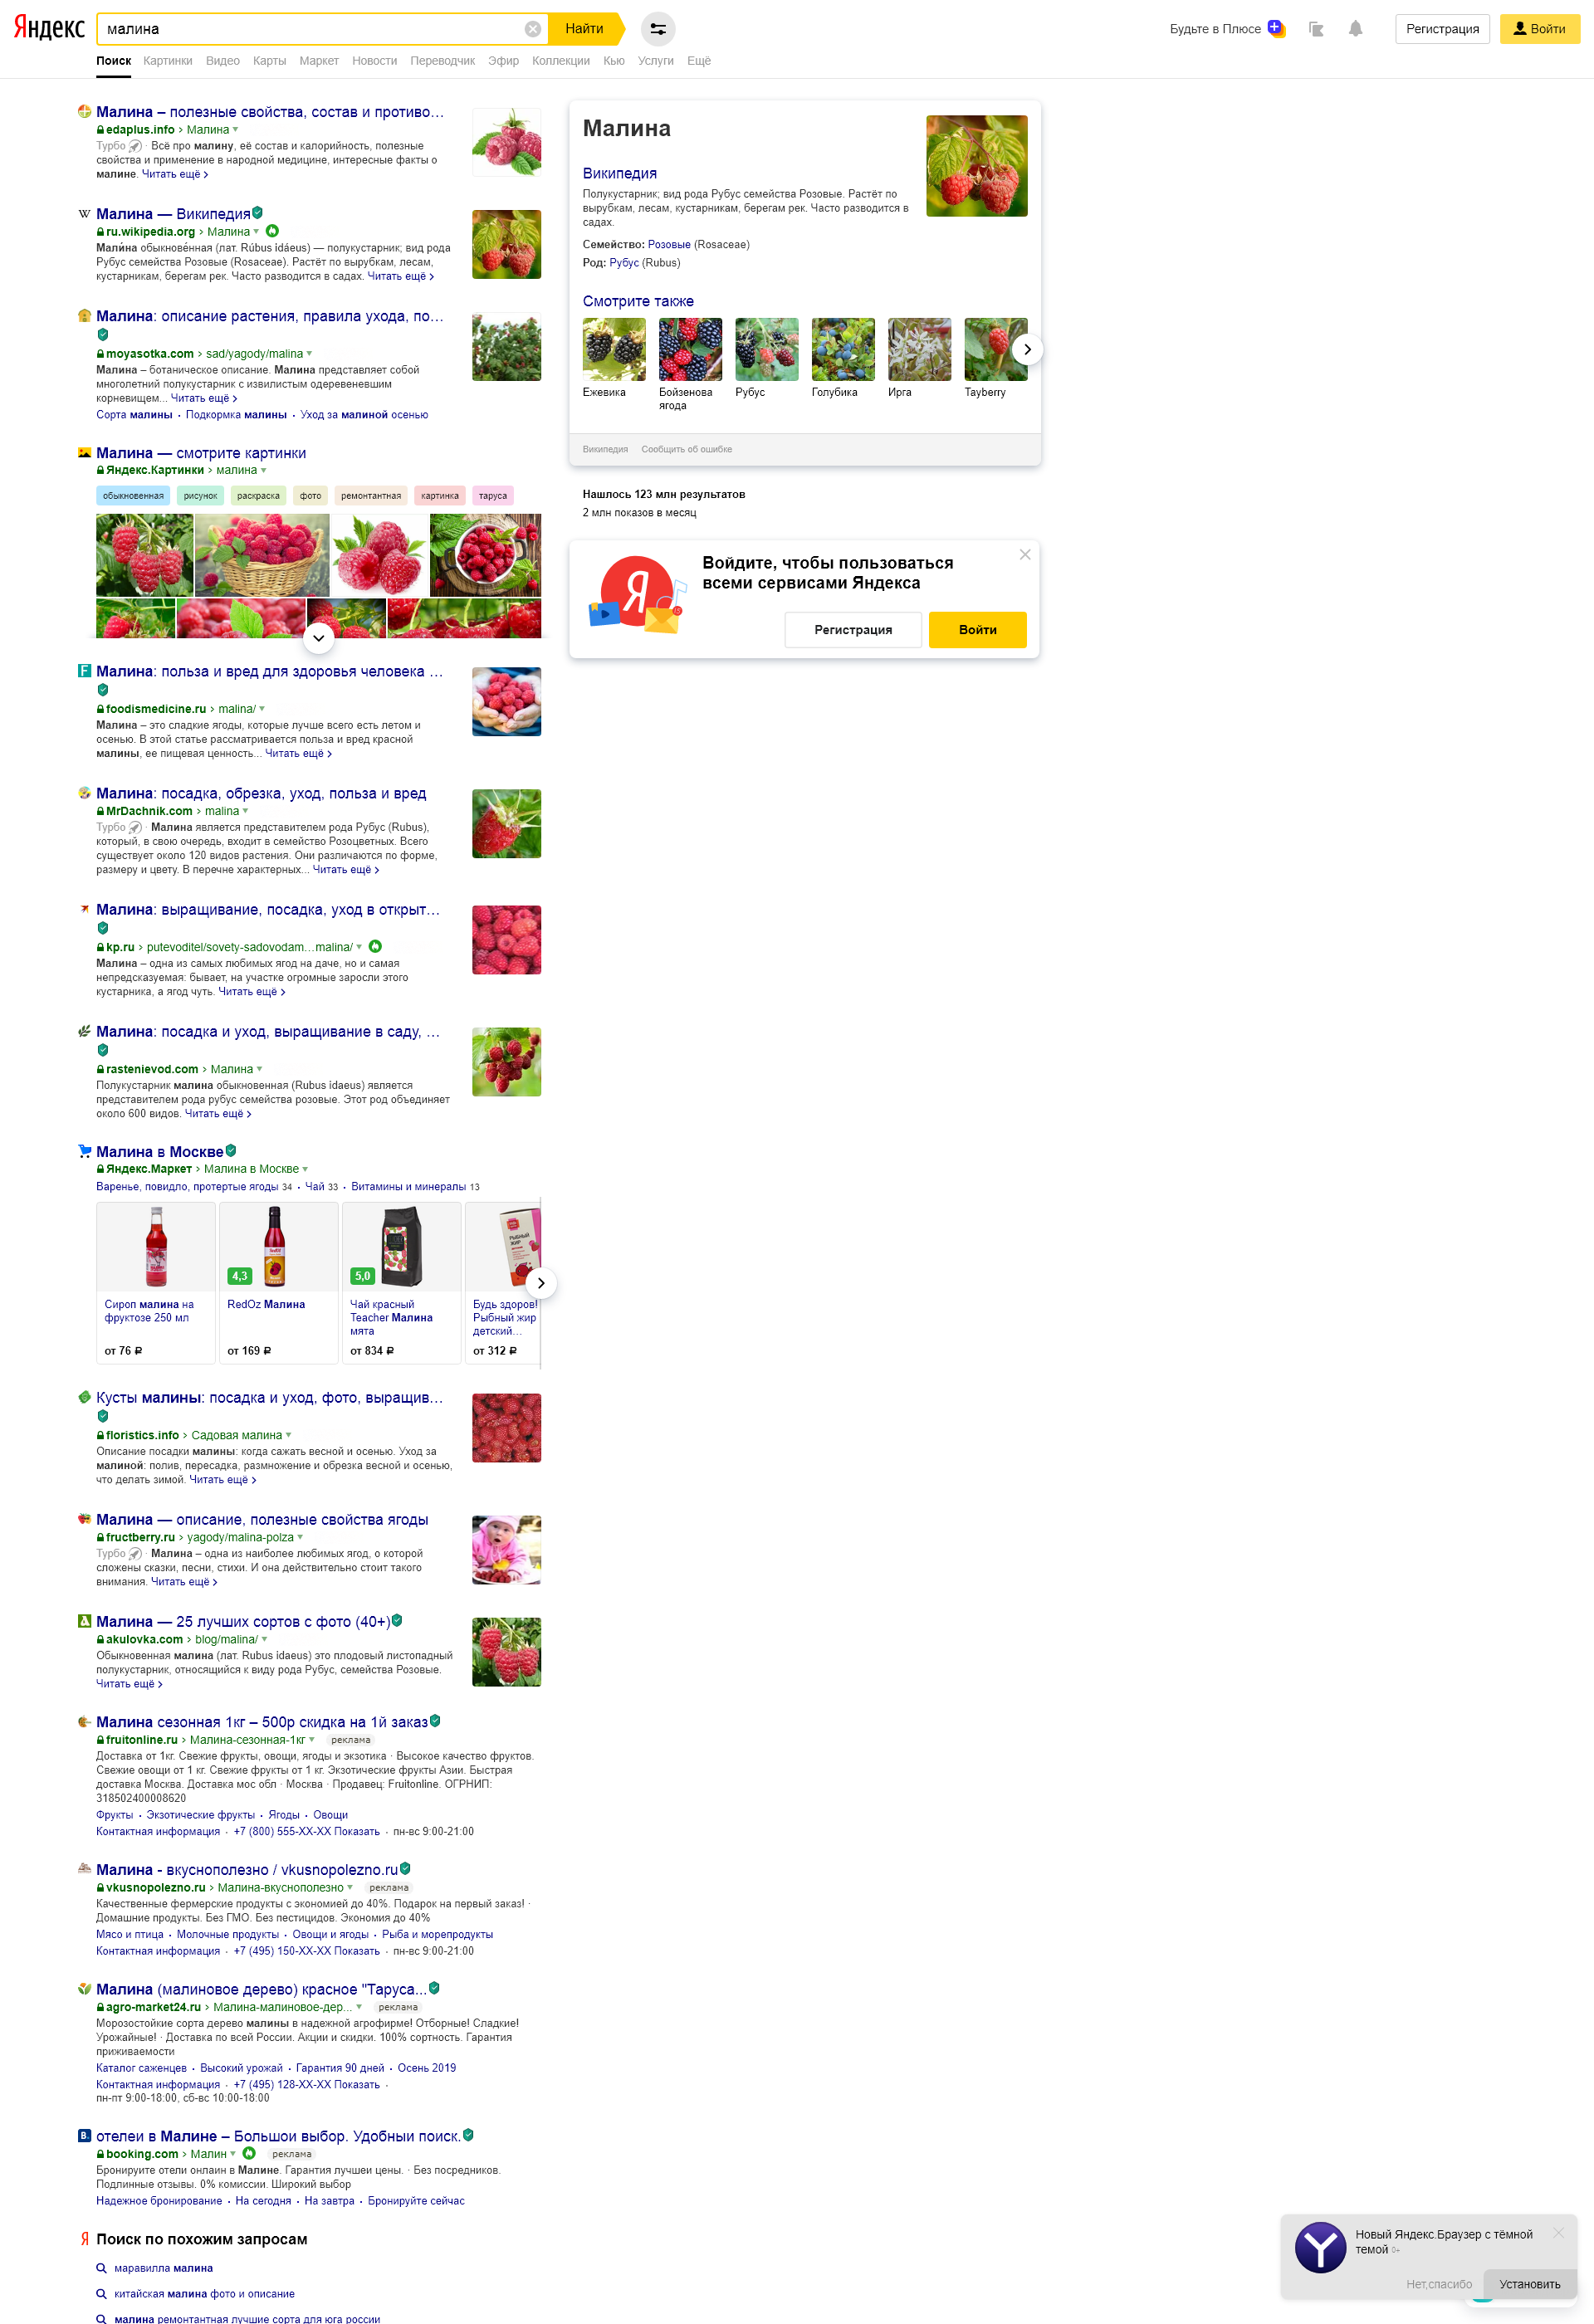 Яндекс
малина
Найти
Будьте в Плюсе
Регистрация
Войти
Поиск Картинки Видео Карты Маркет Новости Переводчик Эфир Коллекции Кью Услуги Ещё
Малина – полезные свойства, состав и противо…
edaplus.info › Малина
Турбо · Всё про малину, её состав и калорийность, полезные
свойства и применение в народной медицине, интересные факты о
малине. Читать ещё ›
Малина — Википедия
ru.wikipedia.org › Малина
Мали́на обыкнове́нная (лат. Rúbus idáeus) — полукустарник; вид рода
Рубус семейства Розовые (Rosaceae). Растёт по вырубкам, лесам,
кустарникам, берегам рек. Часто разводится в садах. Читать ещё ›
Малина: описание растения, правила ухода, по…
moyasotka.com › sad/yagody/malina
Малина – ботаническое описание. Малина представляет собой
многолетний полукустарник с извилистым одеревеневшим
корневищем... Читать ещё ›
Сорта малины · Подкормка малины · Уход за малиной осенью
Малина — смотрите картинки
Яндекс.Картинки › малина
обыкновенная рисунок раскраска фото ремонтантная картинка таруса
Малина: польза и вред для здоровья человека …
foodismedicine.ru › malina/
Малина – это сладкие ягоды, которые лучше всего есть летом и
осенью. В этой статье рассматривается польза и вред красной
малины, ее пищевая ценность... Читать ещё ›
Малина: посадка, обрезка, уход, польза и вред
MrDachnik.com › malina
Турбо · Малина является представителем рода Рубус (Rubus),
который, в свою очередь, входит в семейство Розоцветных. Всего
существует около 120 видов растения. Они различаются по форме,
размеру и цвету. В перечне характерных... Читать ещё ›
Малина: выращивание, посадка, уход в открыт…
kp.ru › putevoditel/sovety-sadovodam…malina/
Малина – одна из самых любимых ягод на даче, но и самая
непредсказуемая: бывает, на участке огромные заросли этого
кустарника, а ягод чуть. Читать ещё ›
Малина: посадка и уход, выращивание в саду, …
rastenievod.com › Малина
Полукустарник малина обыкновенная (Rubus idaeus) является
представителем рода рубус семейства розовые. Этот род объединяет
около 600 видов. Читать ещё ›
Малина в Москве
Яндекс.Маркет › Малина в Москве
Варенье, повидло, протертые ягоды 34 · Чай 33 · Витамины и минералы 13
4,3
5,0
Сироп малина на
фруктозе 250 мл
от 76 ₽
RedOz Малина
от 169 ₽
Чай красный
Teacher Малина
мята
от 834 ₽
Будь здоров!
Рыбный жир
детский…
от 312 ₽
Кусты малины: посадка и уход, фото, выращив…
floristics.info › Садовая малина
Описание посадки малины: когда сажать весной и осенью. Уход за
малиной: полив, пересадка, размножение и обрезка весной и осенью,
что делать зимой. Читать ещё ›
Малина — описание, полезные свойства ягоды
fructberry.ru › yagody/malina-polza
Турбо · Малина – одна из наиболее любимых ягод, о которой
сложены сказки, песни, стихи. И она действительно стоит такого
внимания. Читать ещё ›
Малина — 25 лучших сортов с фото (40+)
akulovka.com › blog/malina/
Обыкновенная малина (лат. Rubus idaeus) это плодовый листопадный
полукустарник, относящийся к виду рода Рубус, семейства Розовые.
Читать ещё ›
Малина сезонная 1кг – 500р скидка на 1й заказ
fruitonline.ru › Малина-сезонная-1кг реклама
Доставка от 1кг. Свежие фрукты, овощи, ягоды и экзотика · Высокое качество фруктов.
Свежие овощи от 1 кг. Свежие фрукты от 1 кг. Экзотические фрукты Азии. Быстрая
доставка Москва. Доставка мос обл · Москва · Продавец: Fruitonline. ОГРНИП:
318502400008620
Фрукты · Экзотические фрукты · Ягоды · Овощи
Контактная информация · +7 (800) 555-XX-XX Показать · пн-вс 9:00-21:00
Малина - вкуснополезно / vkusnopolezno.ru
vkusnopolezno.ru › Малина-вкуснополезно реклама
Качественные фермерские продукты с экономией до 40%. Подарок на первый заказ! ·
Домашние продукты. Без ГМО. Без пестицидов. Экономия до 40%
Мясо и птица · Молочные продукты · Овощи и ягоды · Рыба и морепродукты
Контактная информация · +7 (495) 150-XX-XX Показать · пн-вс 9:00-21:00
Малина (малиновое дерево) красное "Таруса...
agro-market24.ru › Малина-малиновое-дер... реклама
Морозостойкие сорта дерево малины в надежной агрофирме! Отборные! Сладкие!
Урожайные! · Доставка по всей России. Акции и скидки. 100% сортность. Гарантия
приживаемости
Каталог саженцев · Высокий урожай · Гарантия 90 дней · Осень 2019
Контактная информация · +7 (495) 128-XX-XX Показать ·
пн-пт 9:00-18:00, сб-вс 10:00-18:00
отелеи в Малине – Большои выбор. Удобныи поиск.
booking.com › Малин реклама
Бронируите отели онлаин в Малине. Гарантия лучшеи цены. · Без посредников.
Подлинные отзывы. 0% комиссии. Широкий выбор
Надежное бронирование · На сегодня · На завтра · Бронируйте сейчас
Поиск по похожим запросам
маравилла малина
китайская малина фото и описание
малина ремонтантная лучшие сорта для юга россии
Малина
Википедия
Полукустарник; вид рода Рубус семейства Розовые. Растёт по
вырубкам, лесам, кустарникам, берегам рек. Часто разводится в
садах.
Семейство: Розовые (Rosaceae)
Род: Рубус (Rubus)
Смотрите также
Ежевика
Бойзенова
ягода
Рубус
Голубика
Ирга
Tayberry
Википедия Сообщить об ошибке
Нашлось 123 млн результатов
2 млн показов в месяц
Войдите, чтобы пользоваться
всеми сервисами Яндекса
Регистрация
Войти
Новый Яндекс.Браузер с тёмной
темой 0+
Нет,спасибо
Установить